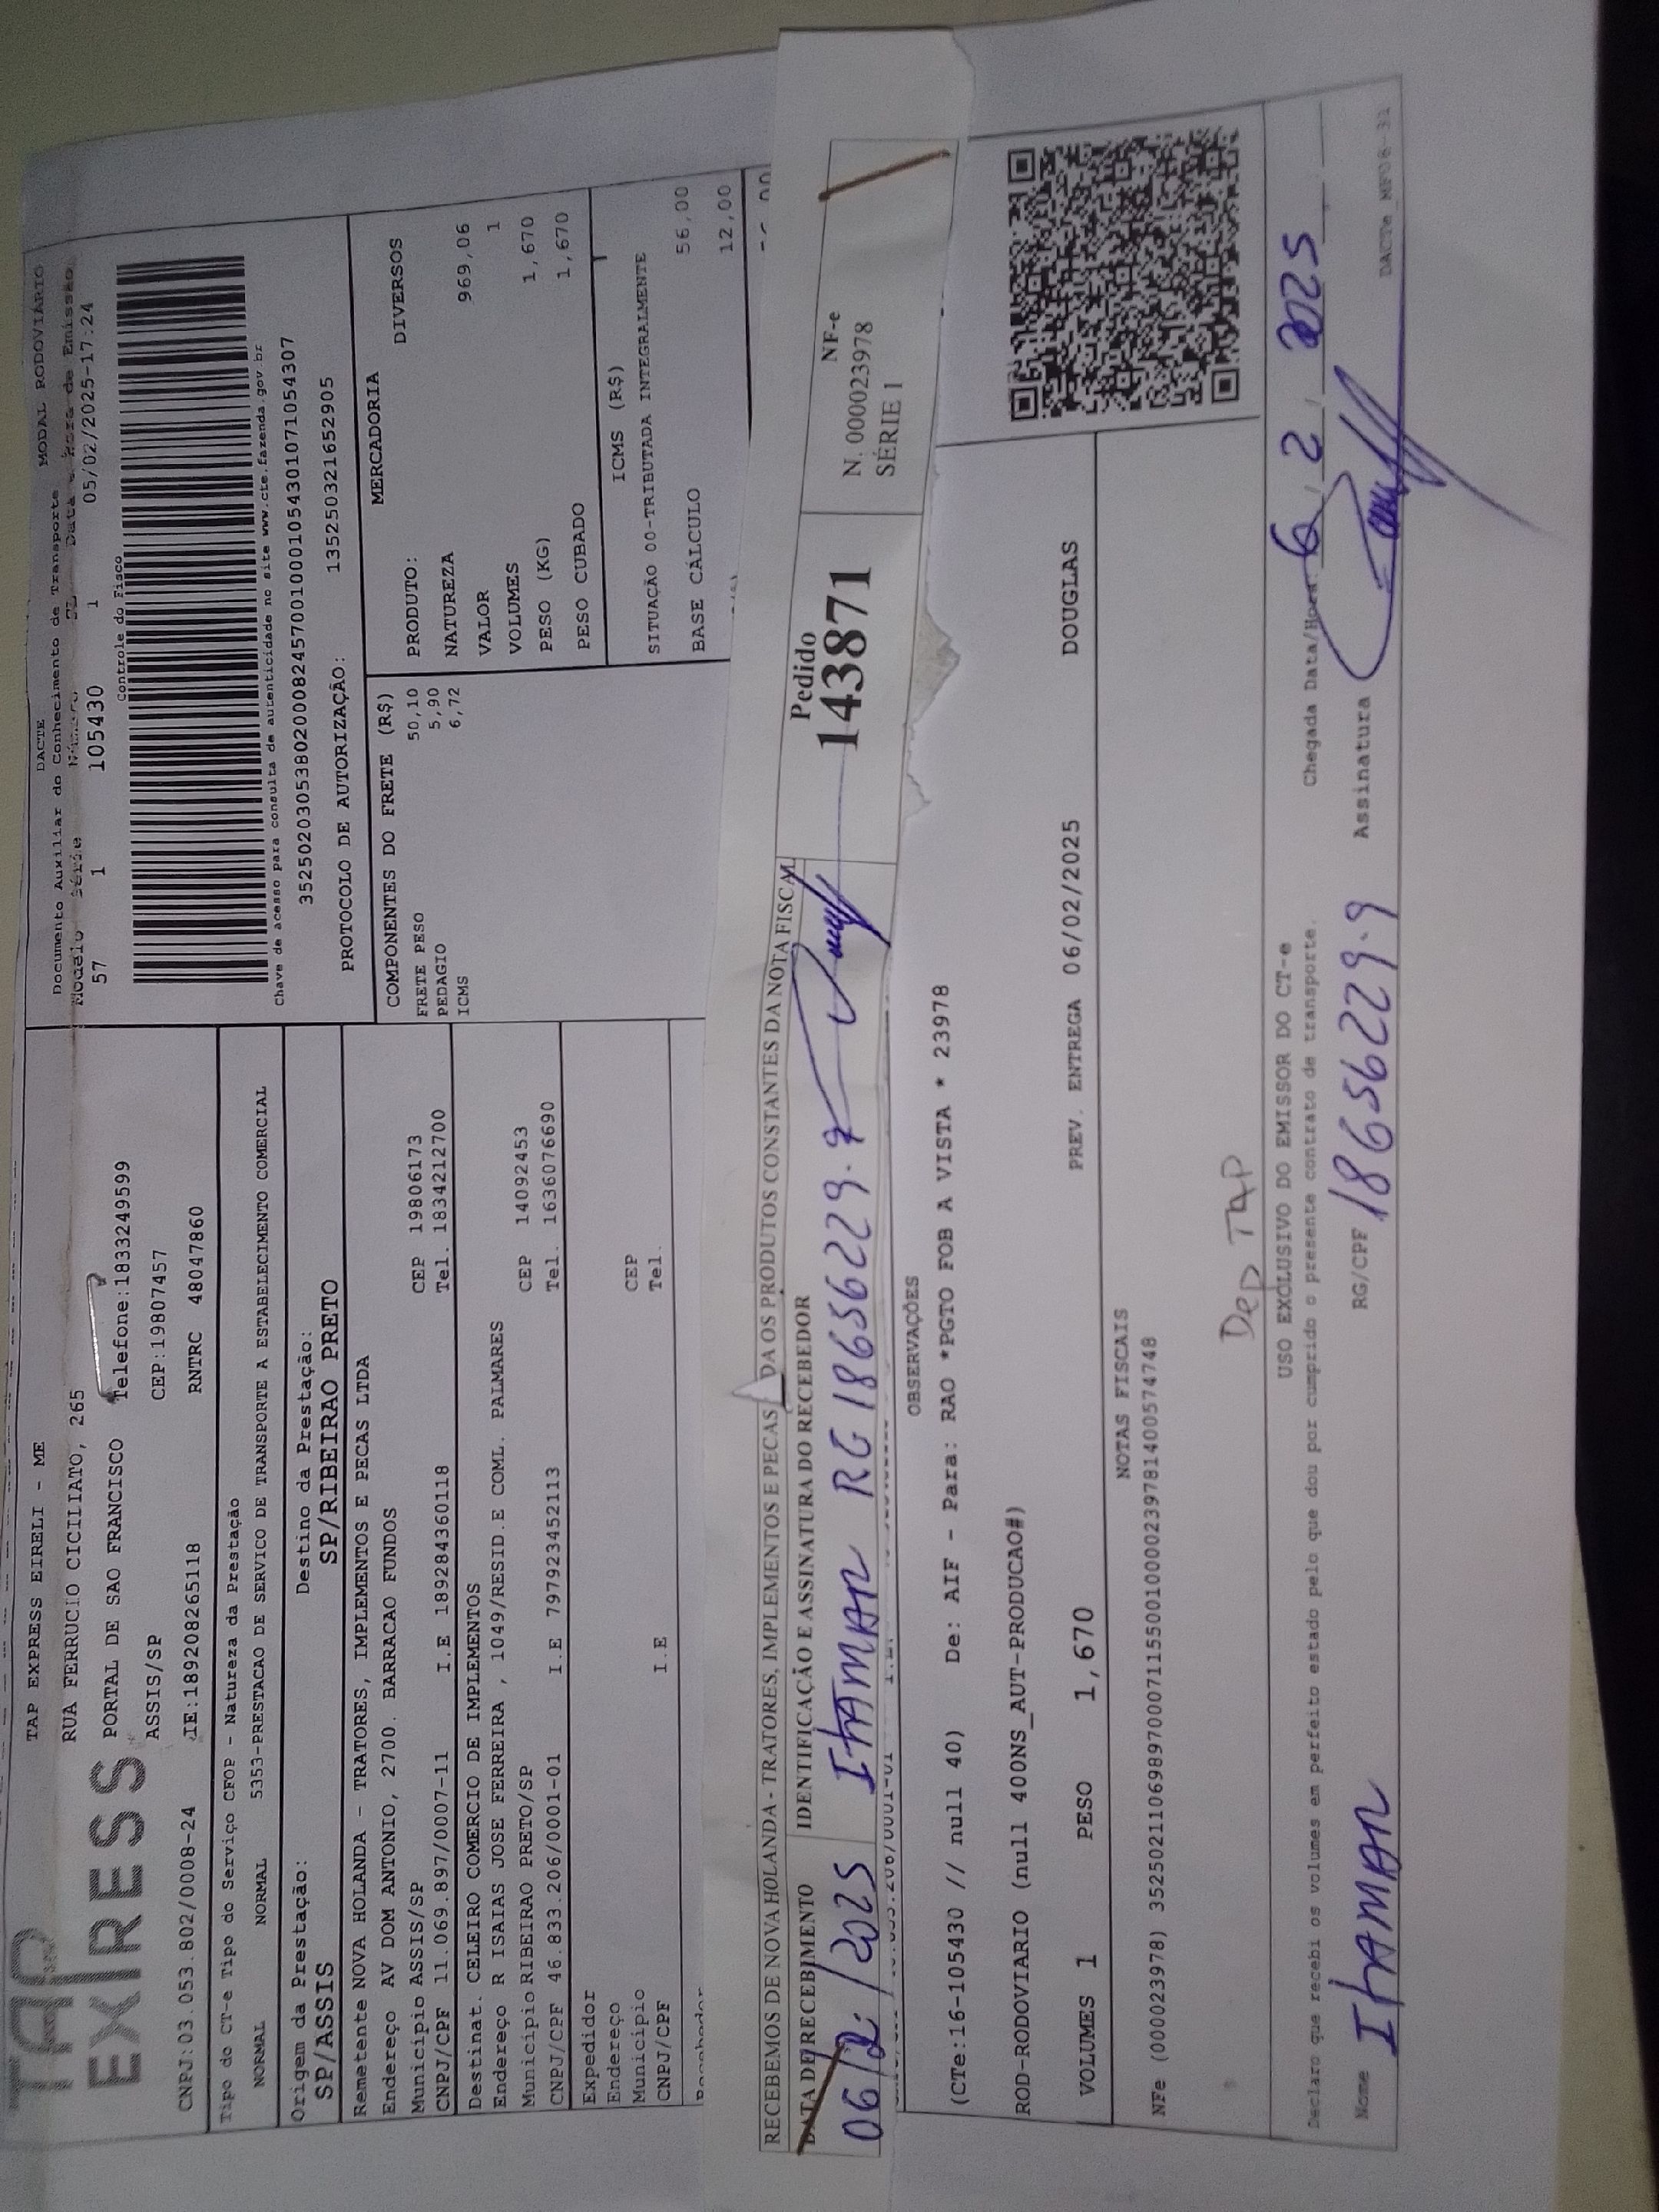 TAP
EXPRESS
TAP EXPRESS EIRELI - ME
RUA FERRUCIO CICILIATO, 265
PORTAL DE SAO FRANCISCO Telefone:1833249599
ASSIS/SP CEP:19807457
CNPJ:03.053.802/0008-24 IE:189208265118 RNTRC 48047860
DACTE MODAL RODOVIÁRIO
Documento Auxiliar do Conhecimento de Transporte
Modelo Série Número FL Data e Hora de Emissão
57 1 105430 1 05/02/2025-17:24
Controle do Fisco
Chave de acesso para consulta de autenticidade no site www.cte.fazenda.gov.br
35250203053802000824570010001054301071054307
PROTOCOLO DE AUTORIZAÇÃO: 135250321652905
Tipo do CT-e Tipo do Serviço CFOP - Natureza da Prestação
NORMAL NORMAL 5353-PRESTACAO DE SERVICO DE TRANSPORTE A ESTABELECIMENTO COMERCIAL
Origem da Prestação: Destino da Prestação:
SP/ASSIS SP/RIBEIRAO PRETO
Remetente NOVA HOLANDA - TRATORES, IMPLEMENTOS E PECAS LTDA
Endereço AV DOM ANTONIO, 2700. BARRACAO FUNDOS
Município ASSIS/SP CEP 19806173
CNPJ/CPF 11.069.897/0007-11 I.E 189284360118 Tel. 1834212700
Destinat. CELEIRO COMERCIO DE IMPLEMENTOS
Endereço R ISAIAS JOSE FERREIRA , 1049/RESID.E COML. PALMARES
Município RIBEIRAO PRETO/SP CEP 14092453
CNPJ/CPF 46.833.206/0001-01 I.E 797923452113 Tel. 1636076690
Expedidor
Endereço
Município CEP
CNPJ/CPF I.E Tel.
COMPONENTES DO FRETE (R$)
FRETE PESO 50,10
PEDAGIO 5,90
ICMS 6,72
MERCADORIA
PRODUTO: DIVERSOS
NATUREZA
VALOR 969,06
VOLUMES 1
PESO (KG) 1,670
PESO CUBADO 1,670
ICMS (R$)
SITUAÇÃO 00-TRIBUTADA INTEGRALMENTE
BASE CÁLCULO 56,00
12,00
RECEBEMOS DE NOVA HOLANDA - TRATORES, IMPLEMENTOS E PECAS DA OS PRODUTOS CONSTANTES DA NOTA FISCAL
DATA DE RECEBIMENTO IDENTIFICAÇÃO E ASSINATURA DO RECEBEDOR
06/2/2025 ITAMAR RG 18656229.9
Pedido
143871
NF-e
N. 000023978
SÉRIE 1
OBSERVAÇÕES
(CTe:16-105430 // null 40) De: AIF - Para: RAO *PGTO FOB A VISTA * 23978
ROD-RODOVIARIO (null 400NS_AUT-PRODUCAO#)
VOLUMES 1 PESO 1,670 PREV. ENTREGA 06/02/2025 DOUGLAS
NOTAS FISCAIS
NFe (000023978) 35250211069897000711550010000239781400574748
Dep TAP
USO EXCLUSIVO DO EMISSOR DO CT-e
Declaro que recebi os volumes em perfeito estado pelo que dou por cumprido o presente contrato de transporte. Chegada Data/Hora: 6/2/2025
Nome ITAMAR RG/CPF 18656229.9 Assinatura